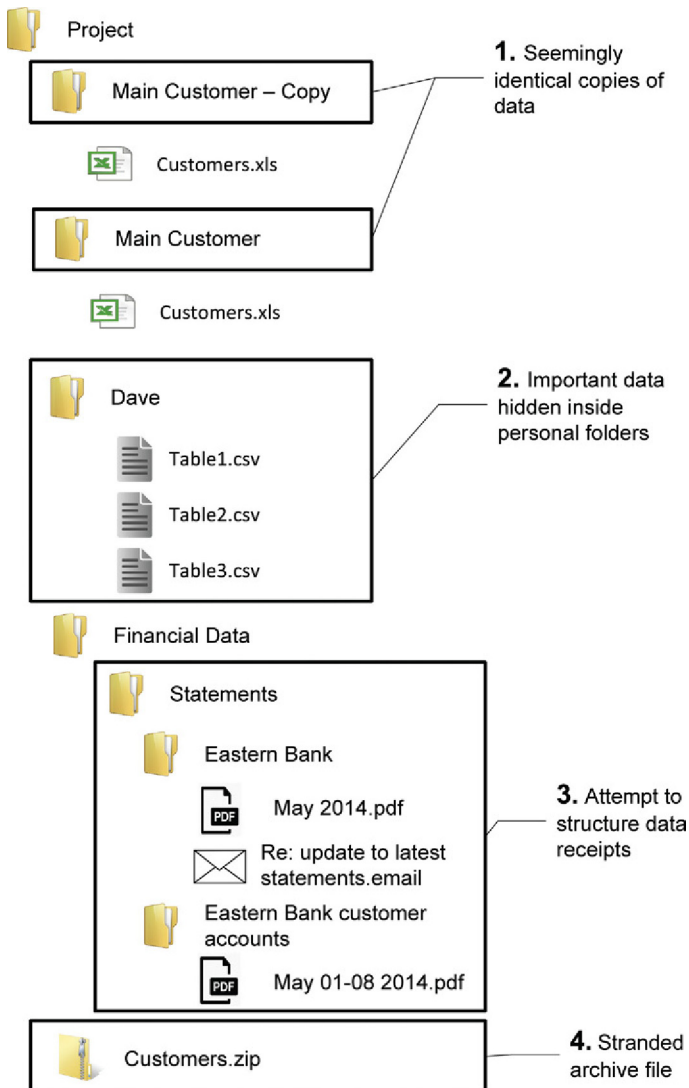 Project
1. Seemingly
identical copies of
data
Main Customer – Copy
Customers.xls
Main Customer
Customers.xls
2. Important data
hidden inside
personal folders
Dave
Table1.csv
Table2.csv
Table3.csv
Financial Data
Statements
Eastern Bank
PDF
May 2014.pdf
3. Attempt to
structure data
receipts
Re: update to latest
statements.email
Eastern Bank customer
accounts
PDF
May 01-08 2014.pdf
4. Stranded
archive file
Customers.zip